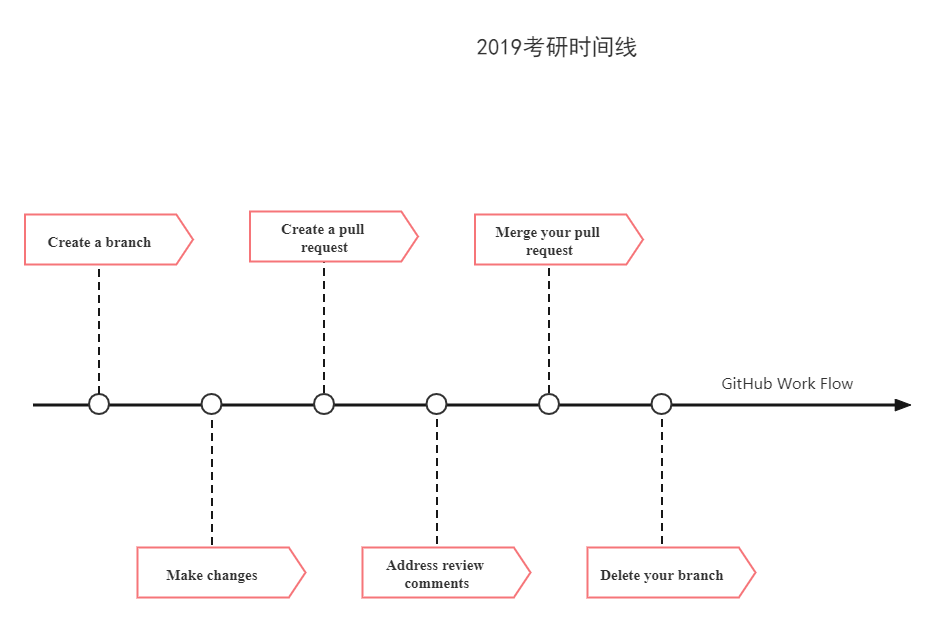 2019考研时间线
Create a branch
Create a pull
request
Merge your pull
request
GitHub Work Flow
Make changes
Address review
comments
Delete your branch